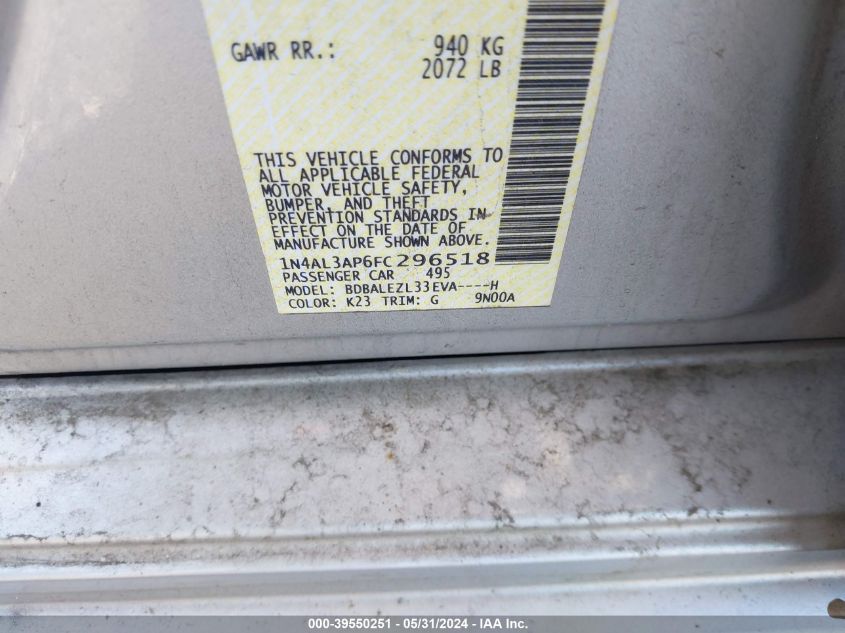 GAWR RR.: 940 KG
2072 LB
THIS VEHICLE CONFORMS TO
ALL APPLICABLE FEDERAL
MOTOR VEHICLE SAFETY,
BUMPER, AND THEFT
PREVENTION STANDARDS IN
EFFECT ON THE DATE OF
MANUFACTURE SHOWN ABOVE.
1N4AL3AP6FC296518
PASSENGER CAR 495
MODEL: BDBALEZL33EVA----H
COLOR: K23 TRIM: G 9N00A
000-39550251 - 05/31/2024 - IAA Inc.